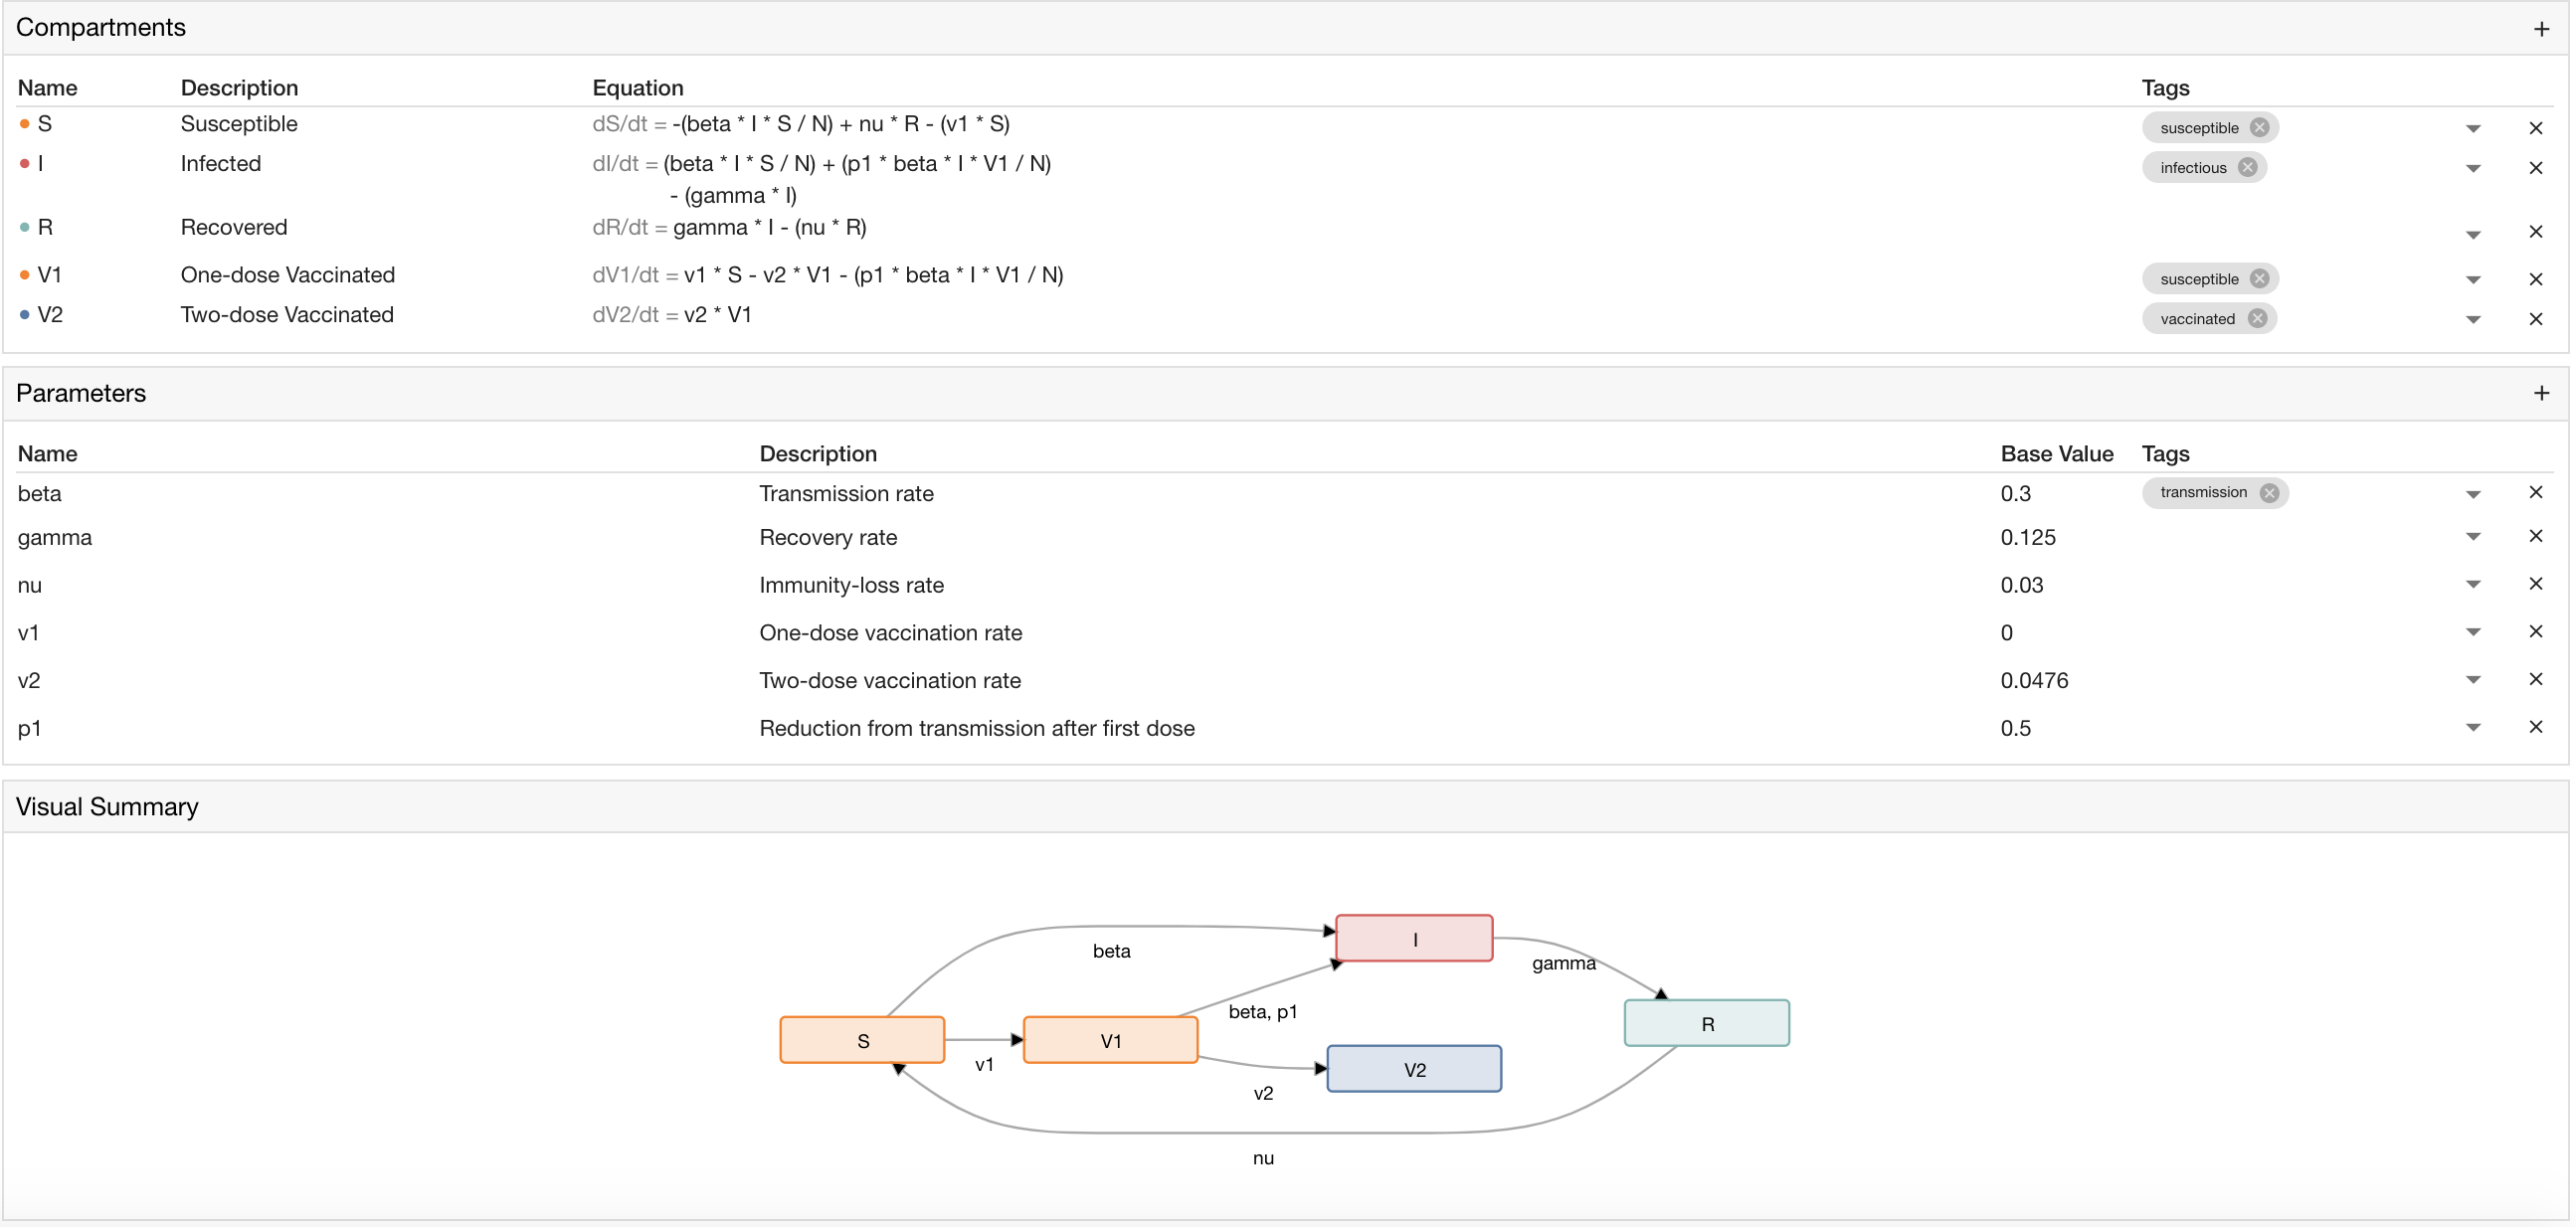 Compartments +
Name Description Equation Tags
S Susceptible dS/dt = -(beta * I * S / N) + nu * R - (v1 * S) susceptible
I Infected dI/dt = (beta * I * S / N) + (p1 * beta * I * V1 / N) infectious
- (gamma * I)
R Recovered dR/dt = gamma * I - (nu * R)
V1 One-dose Vaccinated dV1/dt = v1 * S - v2 * V1 - (p1 * beta * I * V1 / N) susceptible
V2 Two-dose Vaccinated dV2/dt = v2 * V1 vaccinated
Parameters +
Name Description Base Value Tags
beta Transmission rate 0.3 transmission
gamma Recovery rate 0.125
nu Immunity-loss rate 0.03
v1 One-dose vaccination rate 0
v2 Two-dose vaccination rate 0.0476
p1 Reduction from transmission after first dose 0.5
Visual Summary
I
beta
gamma
beta, p1
R
S
V1
v1
V2
v2
nu